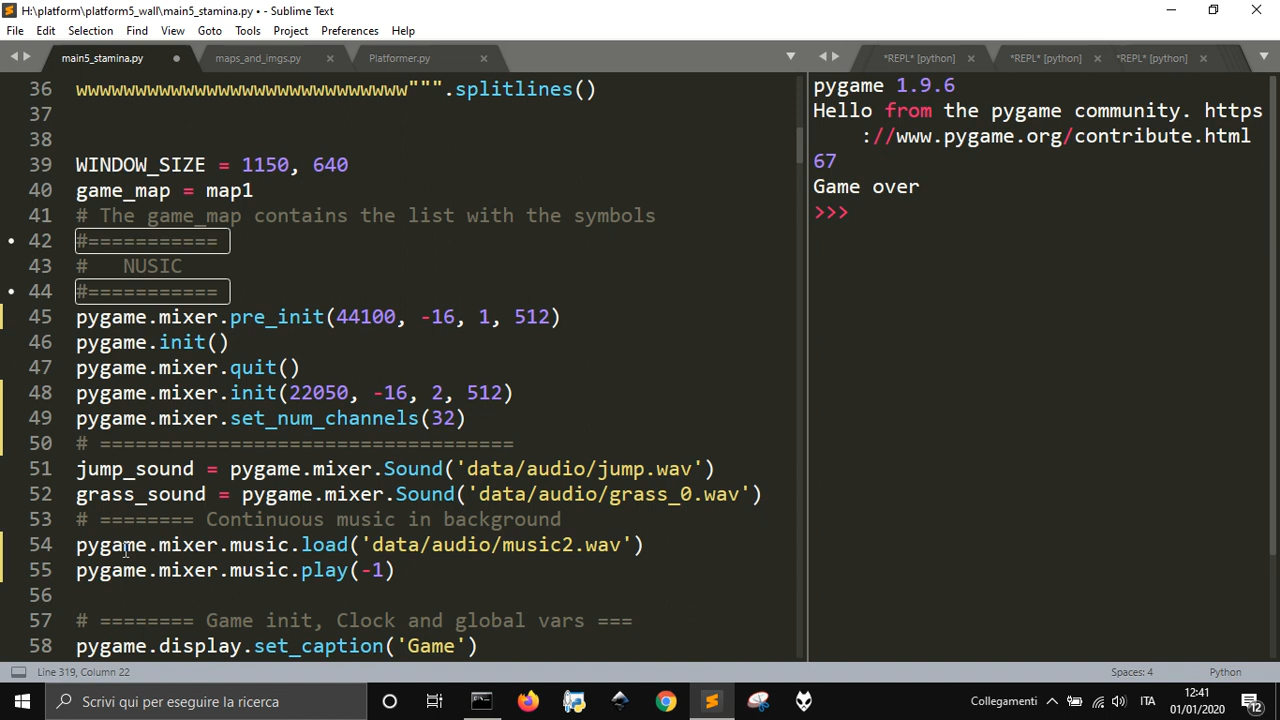 H:\platform\platform5_wall\main5_stamina.py • - Sublime Text
File Edit Selection Find View Goto Tools Project Preferences Help
main5_stamina.py maps_and_imgs.py Platformer.py *REPL* [python] *REPL* [python] *REPL* [python]
36 wwwwwwwwwwwwwwwwwwwwwwwwwwww""".splitlines()
37
38
39 WINDOW_SIZE = 1150, 640
40 game_map = map1
41 # The game_map contains the list with the symbols
42 #===========
43 #   NUSIC
44 #===========
45 pygame.mixer.pre_init(44100, -16, 1, 512)
46 pygame.init()
47 pygame.mixer.quit()
48 pygame.mixer.init(22050, -16, 2, 512)
49 pygame.mixer.set_num_channels(32)
50 # ===================================
51 jump_sound = pygame.mixer.Sound('data/audio/jump.wav')
52 grass_sound = pygame.mixer.Sound('data/audio/grass_0.wav')
53 # ======== Continuous music in background
54 pygame.mixer.music.load('data/audio/music2.wav')
55 pygame.mixer.music.play(-1)
56
57 # ======== Game init, Clock and global vars ===
58 pygame.display.set_caption('Game')
pygame 1.9.6
Hello from the pygame community. https
://www.pygame.org/contribute.html
67
Game over
>>>
Line 319, Column 22 Spaces: 4 Python
Scrivi qui per eseguire la ricerca Collegamenti ITA 12:41
01/01/2020 12